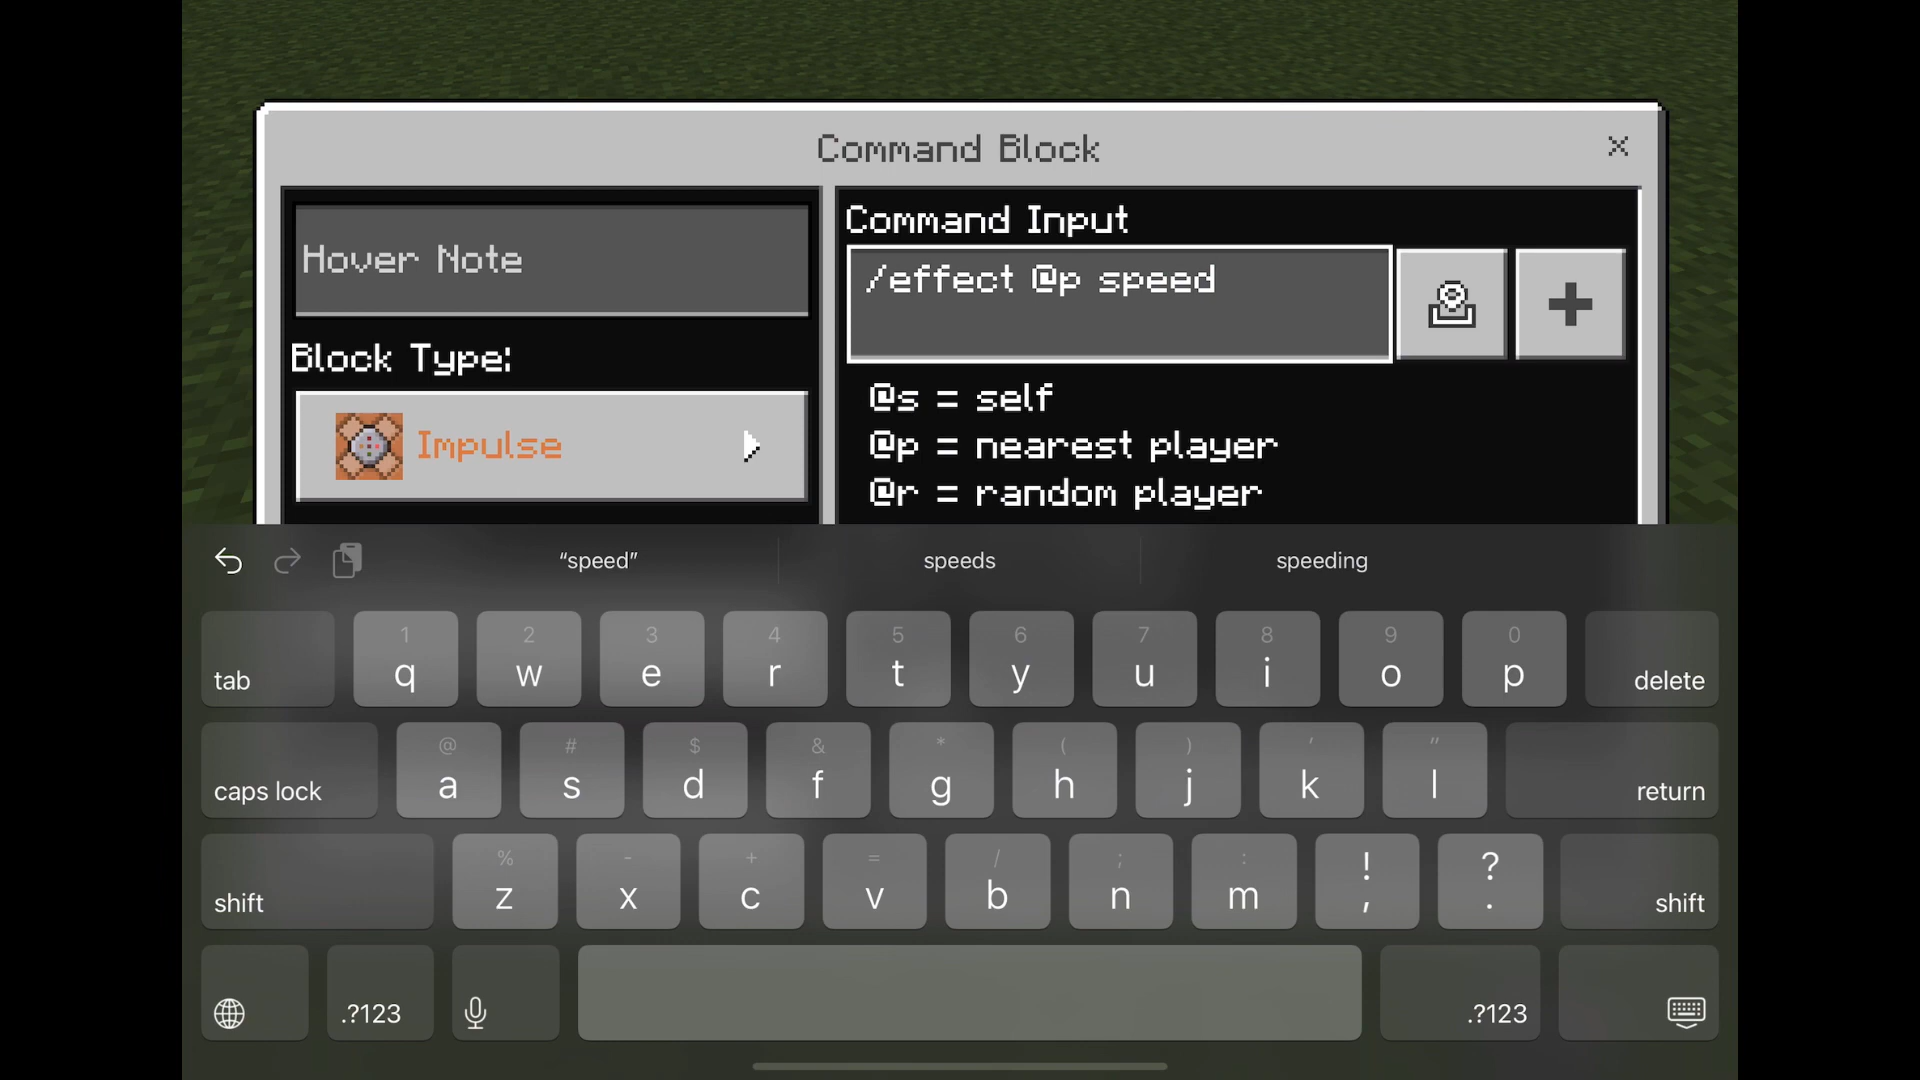 Command Block
Hover Note
Block Type:
Impulse
Command Input
/effect @p speed
@s = self
@p = nearest player
@r = random player
“speed” speeds speeding
1 2 3 4 5 6 7 8 9 0
tab q w e r t y u i o p delete
@ # $ & * ( ) ' "
caps lock a s d f g h j k l return
% - + = / ; : ! ?
shift z x c v b n m , . shift
.?123 .?123